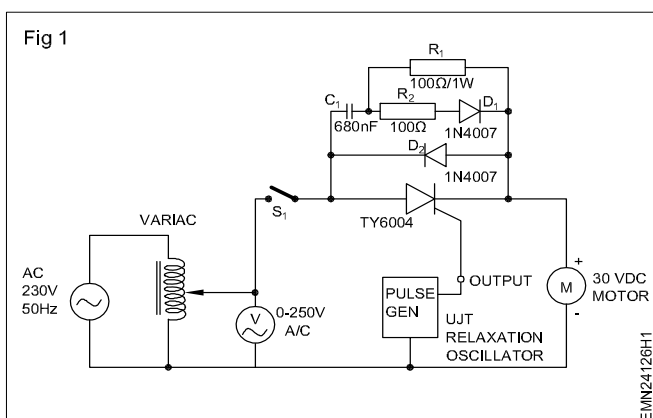 Fig 1
R1
100Ω/1W
C1
R2
D1
680nF
100Ω
1N4007
D2
1N4007
VARIAC
S1
TY6004
AC
230V
50Hz
V
0-250V
A/C
PULSE
GEN
OUTPUT
UJT
RELAXATION
OSCILLATOR
+
M
-
30 VDC
MOTOR
EMN24126H1